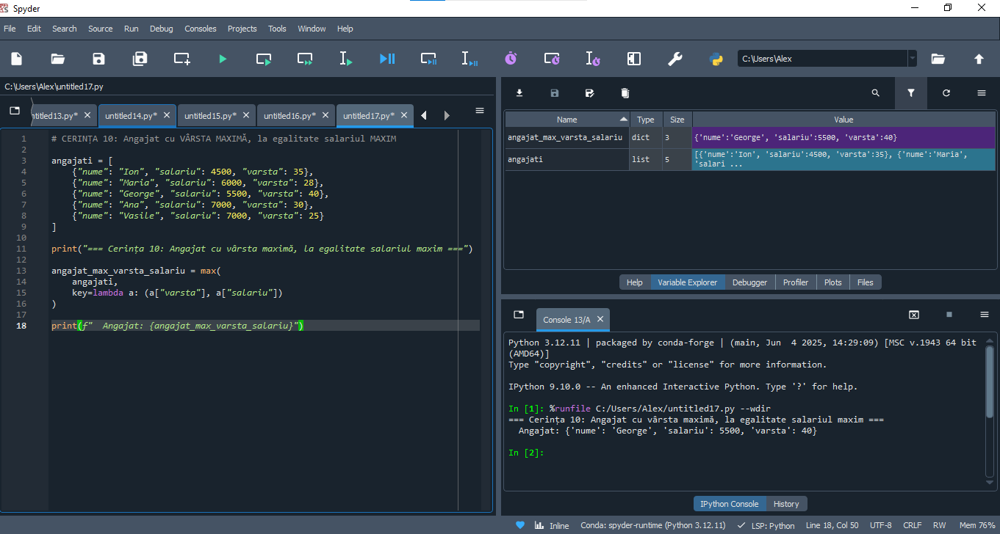 Spyder
File Edit Search Source Run Debug Consoles Projects Tools Window Help
C:\Users\Alex
C:\Users\Alex\untitled17.py
ntitled13.py* untitled14.py* untitled15.py* untitled16.py* untitled17.py*
1 # CERINȚA 10: Angajat cu VÂRSTA MAXIMĂ, la egalitate salariul MAXIM
2
3 angajati = [
4 {"nume": "Ion", "salariu": 4500, "varsta": 35},
5 {"nume": "Maria", "salariu": 6000, "varsta": 28},
6 {"nume": "George", "salariu": 5500, "varsta": 40},
7 {"nume": "Ana", "salariu": 7000, "varsta": 30},
8 {"nume": "Vasile", "salariu": 7000, "varsta": 25}
9 ]
10
11 print("=== Cerința 10: Angajat cu vârsta maximă, la egalitate salariul maxim ===")
12
13 angajat_max_varsta_salariu = max(
14 angajati,
15 key=lambda a: (a["varsta"], a["salariu"])
16 )
17
18 print(f"  Angajat: {angajat_max_varsta_salariu}")
Name Type Size Value
angajat_max_varsta_salariu dict 3 {'nume':'George', 'salariu':5500, 'varsta':40}
angajati list 5 [{'nume':'Ion', 'salariu':4500, 'varsta':35}, {'nume':'Maria',
'salari ...
Help Variable Explorer Debugger Profiler Plots Files
Console 13/A
Python 3.12.11 | packaged by conda-forge | (main, Jun  4 2025, 14:29:09) [MSC v.1943 64 bit
(AMD64)]
Type "copyright", "credits" or "license" for more information.
IPython 9.10.0 -- An enhanced Interactive Python. Type '?' for help.
In [1]: %runfile C:/Users/Alex/untitled17.py --wdir
=== Cerința 10: Angajat cu vârsta maximă, la egalitate salariul maxim ===
Angajat: {'nume': 'George', 'salariu': 5500, 'varsta': 40}
In [2]:
IPython Console History
Inline Conda: spyder-runtime (Python 3.12.11) LSP: Python Line 18, Col 50 UTF-8 CRLF RW Mem 76%